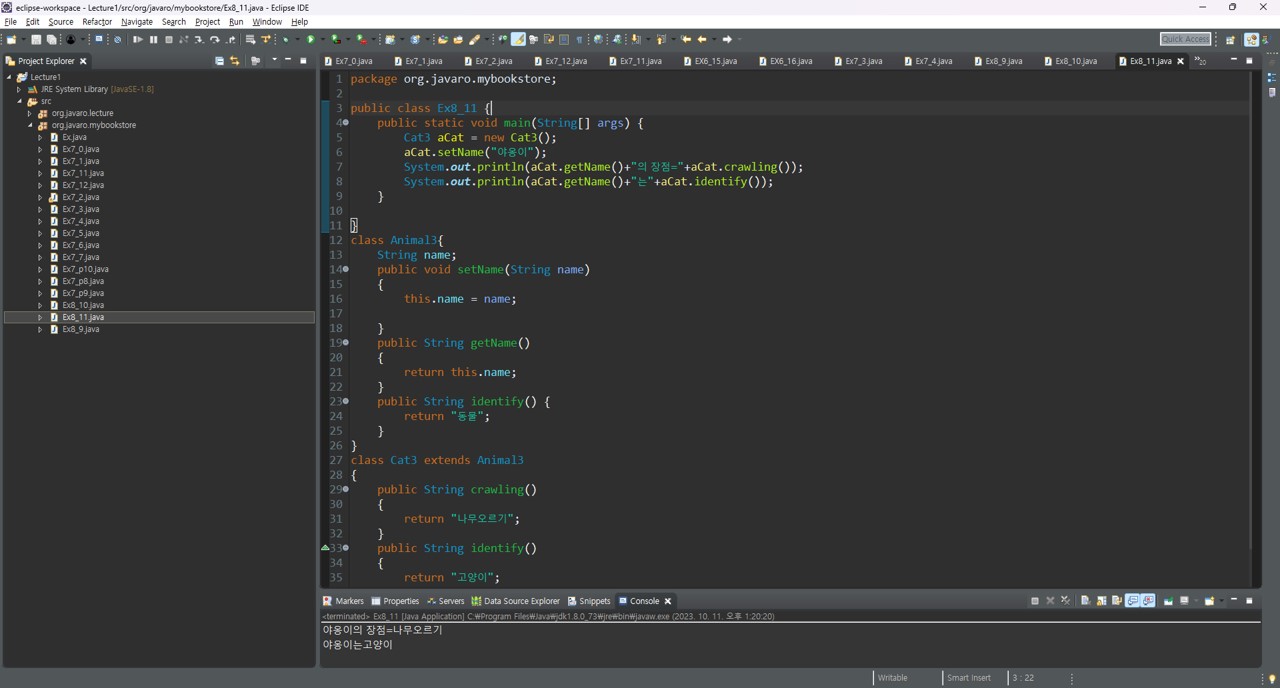 eclipse-workspace - Lecture1/src/org/javaro/mybookstore/Ex8_11.java - Eclipse IDE
File Edit Source Refactor Navigate Search Project Run Window Help
Quick Access
Project Explorer
Lecture1
JRE System Library [JavaSE-1.8]
src
org.javaro.lecture
org.javaro.mybookstore
Ex.java
Ex7_0.java
Ex7_1.java
Ex7_11.java
Ex7_12.java
Ex7_2.java
Ex7_3.java
Ex7_4.java
Ex7_5.java
Ex7_6.java
Ex7_7.java
Ex7_p10.java
Ex7_p8.java
Ex7_p9.java
Ex8_10.java
Ex8_11.java
Ex8_9.java
Ex7_0.java Ex7_1.java Ex7_2.java Ex7_12.java Ex7_11.java EX6_15.java EX6_16.java Ex7_3.java Ex7_4.java Ex8_9.java Ex8_10.java Ex8_11.java »20
1 package org.javaro.mybookstore;
2
3 public class Ex8_11 {
4 public static void main(String[] args) {
5 Cat3 aCat = new Cat3();
6 aCat.setName("야옹이");
7 System.out.println(aCat.getName()+"의 장점="+aCat.crawling());
8 System.out.println(aCat.getName()+"는"+aCat.identify());
9 }
10
11 }
12 class Animal3{
13 String name;
14 public void setName(String name)
15 {
16 this.name = name;
17
18 }
19 public String getName()
20 {
21 return this.name;
22 }
23 public String identify() {
24 return "동물";
25 }
26 }
27 class Cat3 extends Animal3
28 {
29 public String crawling()
30 {
31 return "나무오르기";
32 }
33 public String identify()
34 {
35 return "고양이";
Markers Properties Servers Data Source Explorer Snippets Console
<terminated> Ex8_11 [Java Application] C:₩Program Files₩Java₩jdk1.8.0_73₩jre₩bin₩javaw.exe (2023. 10. 11. 오후 1:20:20)
야옹이의 장점=나무오르기
야옹이는고양이
Writable Smart Insert 3 : 22